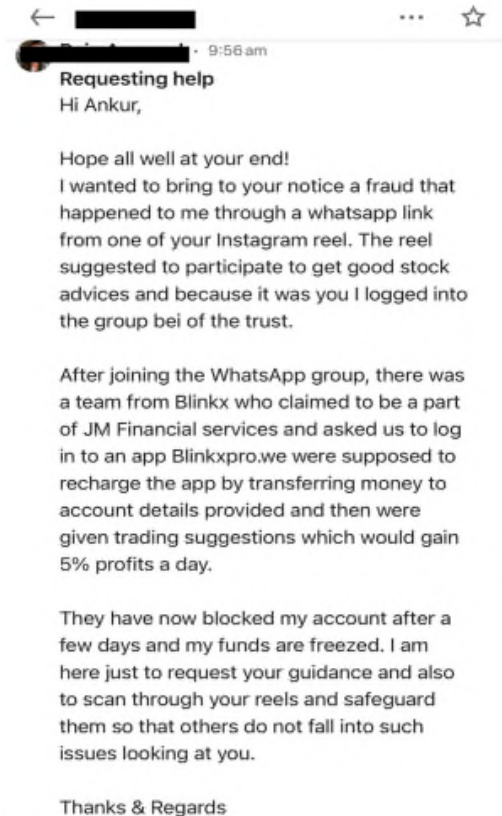 9:56 am
Requesting help
Hi Ankur,
Hope all well at your end!
I wanted to bring to your notice a fraud that
happened to me through a whatsapp link
from one of your Instagram reel. The reel
suggested to participate to get good stock
advices and because it was you I logged into
the group bei of the trust.
After joining the WhatsApp group, there was
a team from Blinkx who claimed to be a part
of JM Financial services and asked us to log
in to an app Blinkxpro.we were supposed to
recharge the app by transferring money to
account details provided and then were
given trading suggestions which would gain
5% profits a day.
They have now blocked my account after a
few days and my funds are freezed. I am
here just to request your guidance and also
to scan through your reels and safeguard
them so that others do not fall into such
issues looking at you.
Thanks & Regards